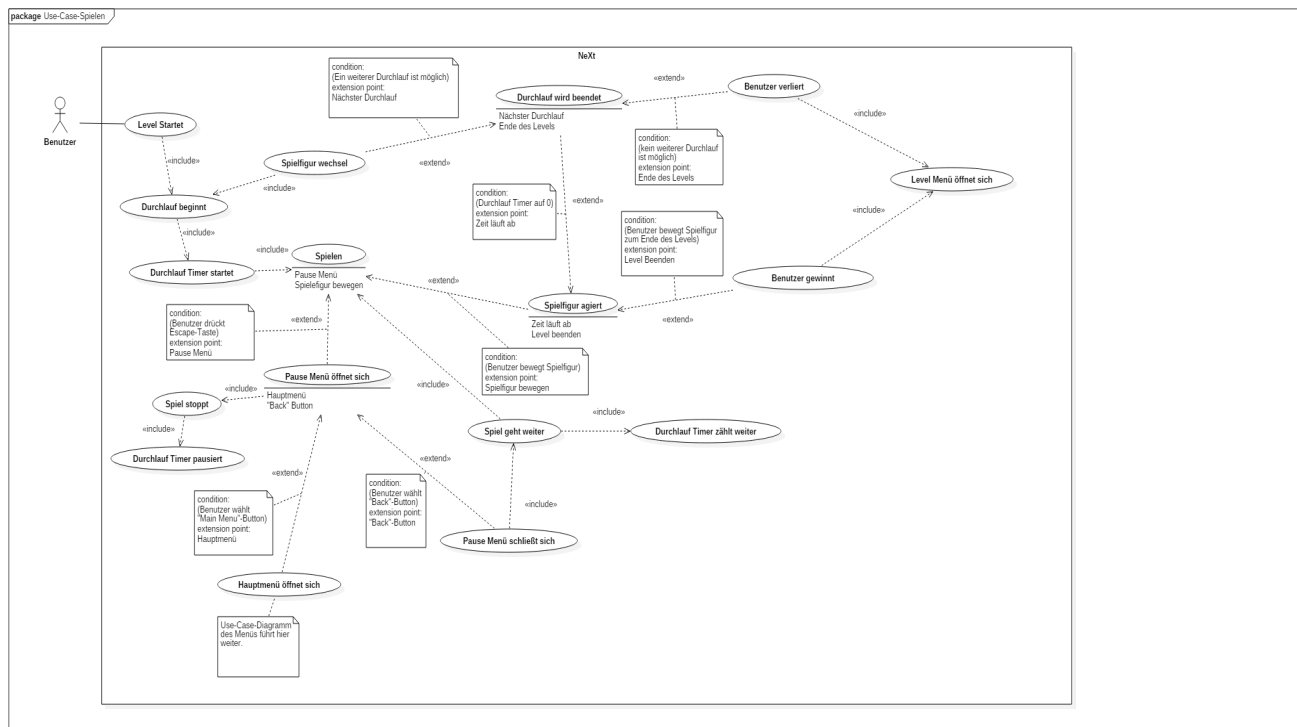 package Use-Case-Spielen
NeXt
Benutzer
Level Startet
«include»
Durchlauf beginnt
«include»
Durchlauf Timer startet
«include»
Spielfigur wechsel
«include»
condition:
(Ein weiterer Durchlauf ist möglich)
extension point:
Nächster Durchlauf
«extend»
Durchlauf wird beendet
Nächster Durchlauf
Ende des Levels
«extend»
Benutzer verliert
condition:
(kein weiterer Durchlauf
ist möglich)
extension point:
Ende des Levels
«include»
Level Menü öffnet sich
«include»
condition:
(Durchlauf Timer auf 0)
extension point:
Zeit läuft ab
«extend»
condition:
(Benutzer bewegt Spielfigur
zum Ende des Levels)
extension point:
Level Beenden
Benutzer gewinnt
«extend»
Spielen
Pause Menü
Spielefigur bewegen
«extend»
Spielfigur agiert
Zeit läuft ab
Level beenden
condition:
(Benutzer drückt
Escape-Taste)
extension point:
Pause Menü
«extend»
condition:
(Benutzer bewegt Spielfigur)
extension point:
Spielfigur bewegen
Pause Menü öffnet sich
Hauptmenü
"Back" Button
«include»
Spiel stoppt
«include»
Durchlauf Timer pausiert
«include»
Spiel geht weiter
«include»
Durchlauf Timer zählt weiter
«extend»
condition:
(Benutzer wählt
"Main Menu"-Button)
extension point:
Hauptmenü
«extend»
condition:
(Benutzer wählt
"Back"-Button)
extension point:
"Back"-Button
«include»
Pause Menü schließt sich
Hauptmenü öffnet sich
Use-Case-Diagramm
des Menüs führt hier
weiter.